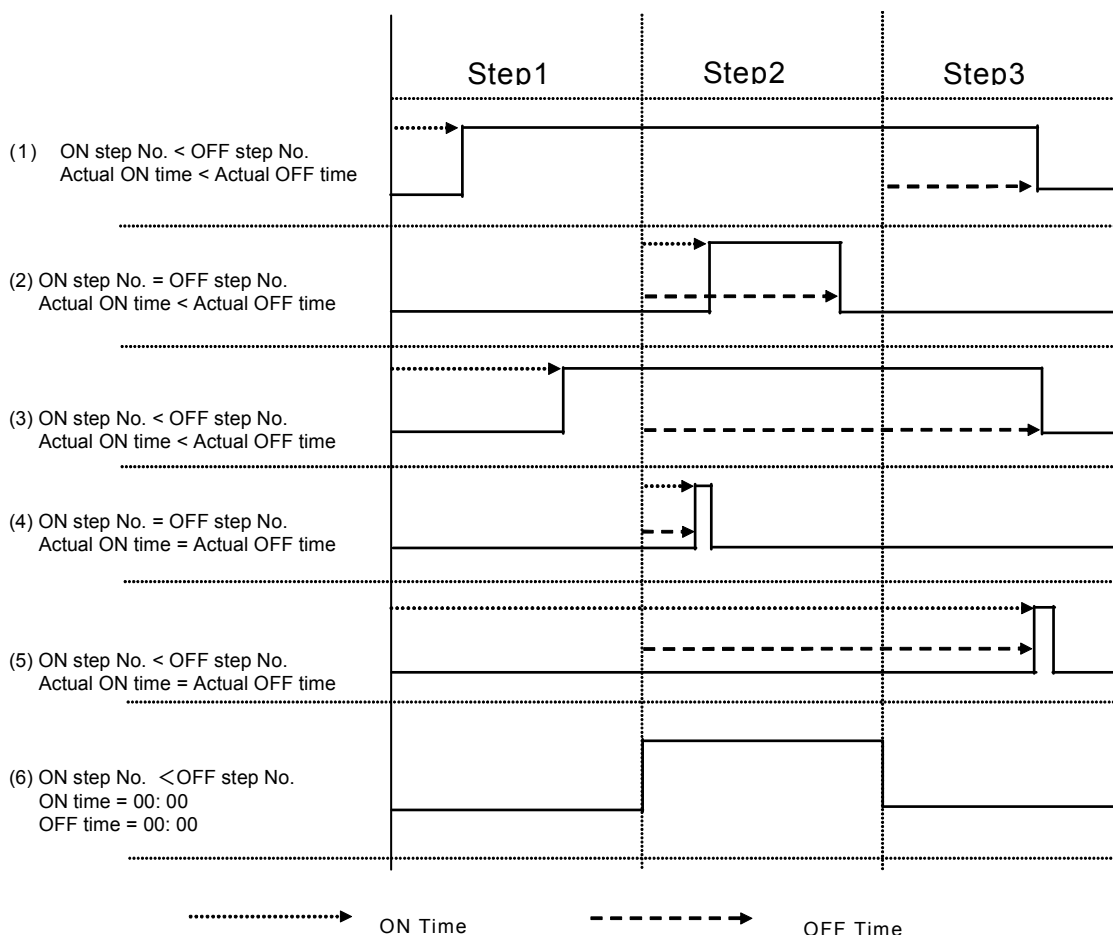 Step1 Step2 Step3
(1) ON step No. < OFF step No.
Actual ON time < Actual OFF time
(2) ON step No. = OFF step No.
Actual ON time < Actual OFF time
(3) ON step No. < OFF step No.
Actual ON time < Actual OFF time
(4) ON step No. = OFF step No.
Actual ON time = Actual OFF time
(5) ON step No. < OFF step No.
Actual ON time = Actual OFF time
(6) ON step No. ＜OFF step No.
ON time = 00: 00
OFF time = 00: 00
ON Time OFF Time